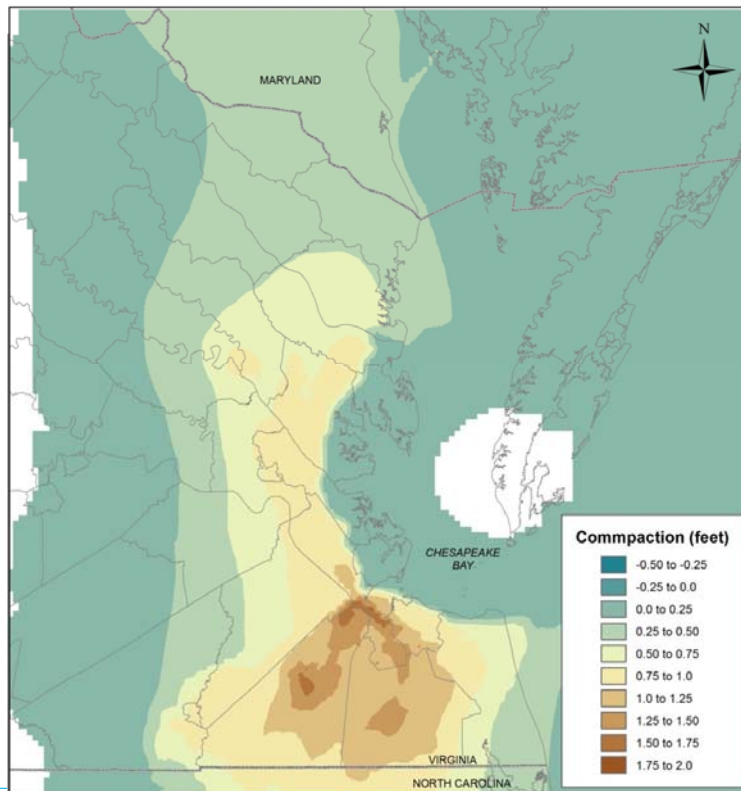 N
MARYLAND
CHESAPEAKE
BAY
Commpaction (feet)
-0.50 to -0.25
-0.25 to 0.0
0.0 to 0.25
0.25 to 0.50
0.50 to 0.75
0.75 to 1.0
1.0 to 1.25
1.25 to 1.50
1.50 to 1.75
1.75 to 2.0
VIRGINIA
NORTH CAROLINA